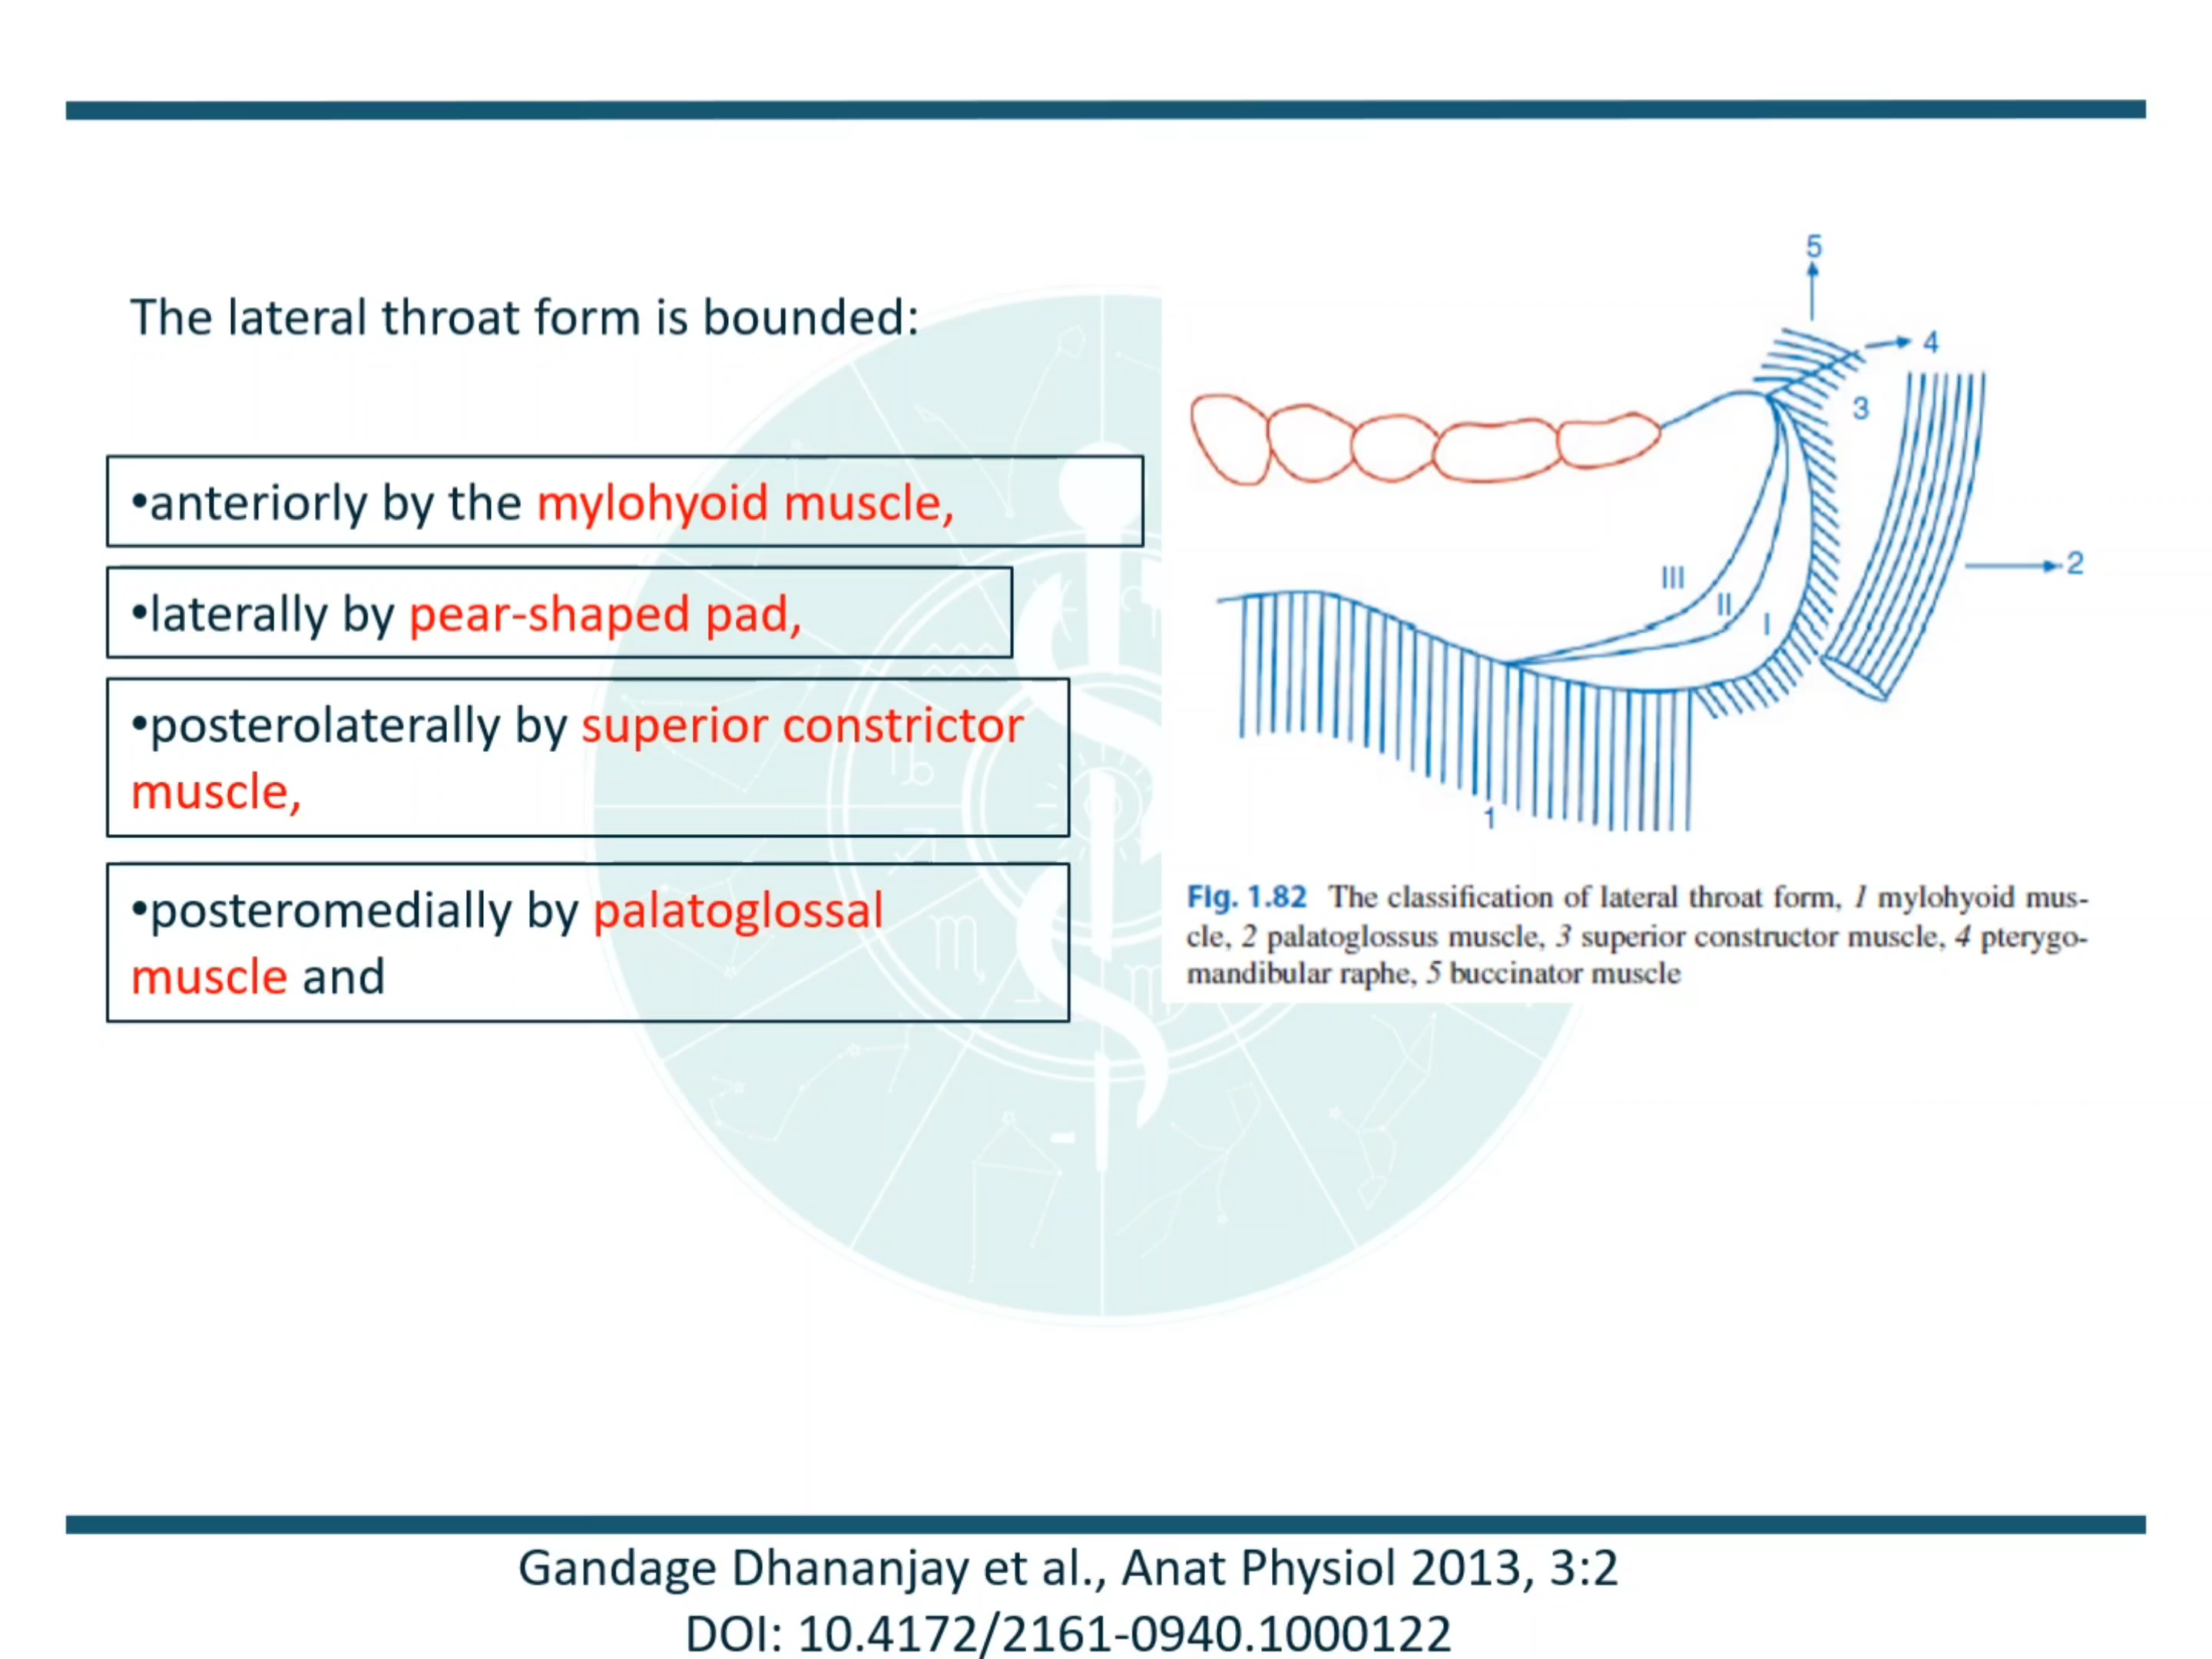 The lateral throat form is bounded:
•anteriorly by the mylohyoid muscle,
•laterally by pear-shaped pad,
•posterolaterally by superior constrictor
muscle,
•posteromedially by palatoglossal
muscle and
5
4
3
2
III
II
I
1
Fig. 1.82 The classification of lateral throat form, 1 mylohyoid mus-
cle, 2 palatoglossus muscle, 3 superior constructor muscle, 4 pterygo-
mandibular raphe, 5 buccinator muscle
Gandage Dhananjay et al., Anat Physiol 2013, 3:2
DOI: 10.4172/2161-0940.1000122